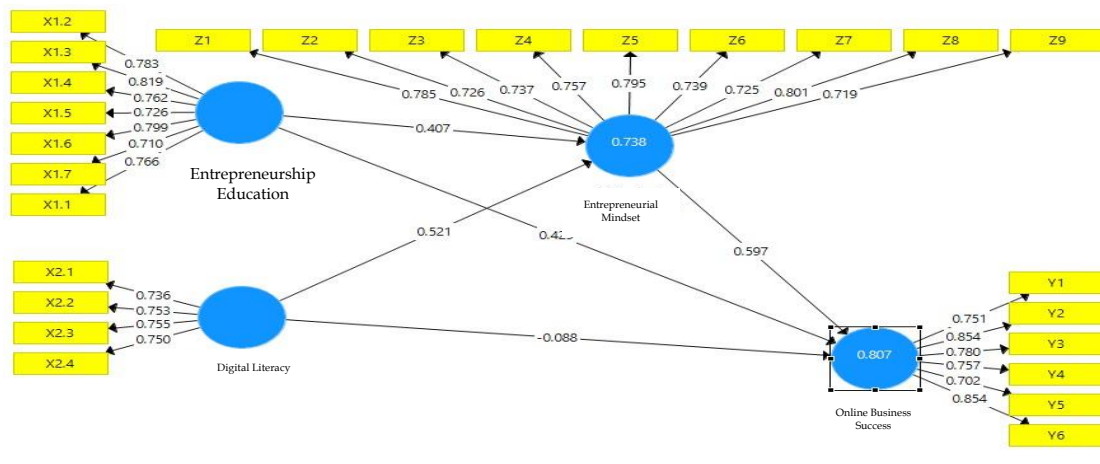 X1.2
X1.3
X1.4
X1.5
X1.6
X1.7
X1.1
0.783
0.819
0.762
0.726
0.799
0.710
0.766
Entrepreneurship
Education
Z1
Z2
Z3
Z4
Z5
Z6
Z7
Z8
Z9
0.785
0.726
0.737
0.757
0.795
0.739
0.725
0.801
0.719
0.407
0.738
Entrepreneurial
Mindset
0.521
0.597
X2.1
X2.2
X2.3
X2.4
0.736
0.753
0.755
0.750
Digital Literacy
-0.088
0.807
Online Business
Success
0.751
0.854
0.780
0.757
0.702
0.854
Y1
Y2
Y3
Y4
Y5
Y6